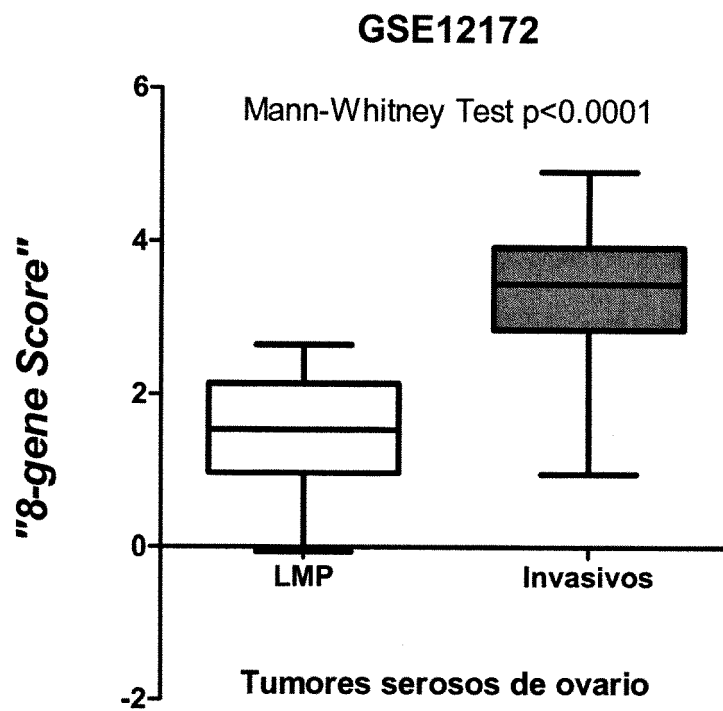 GSE12172
6
Mann-Whitney Test p<0.0001
4
"8-gene Score"
2
0
LMP Invasivos
Tumores serosos de ovario
-2